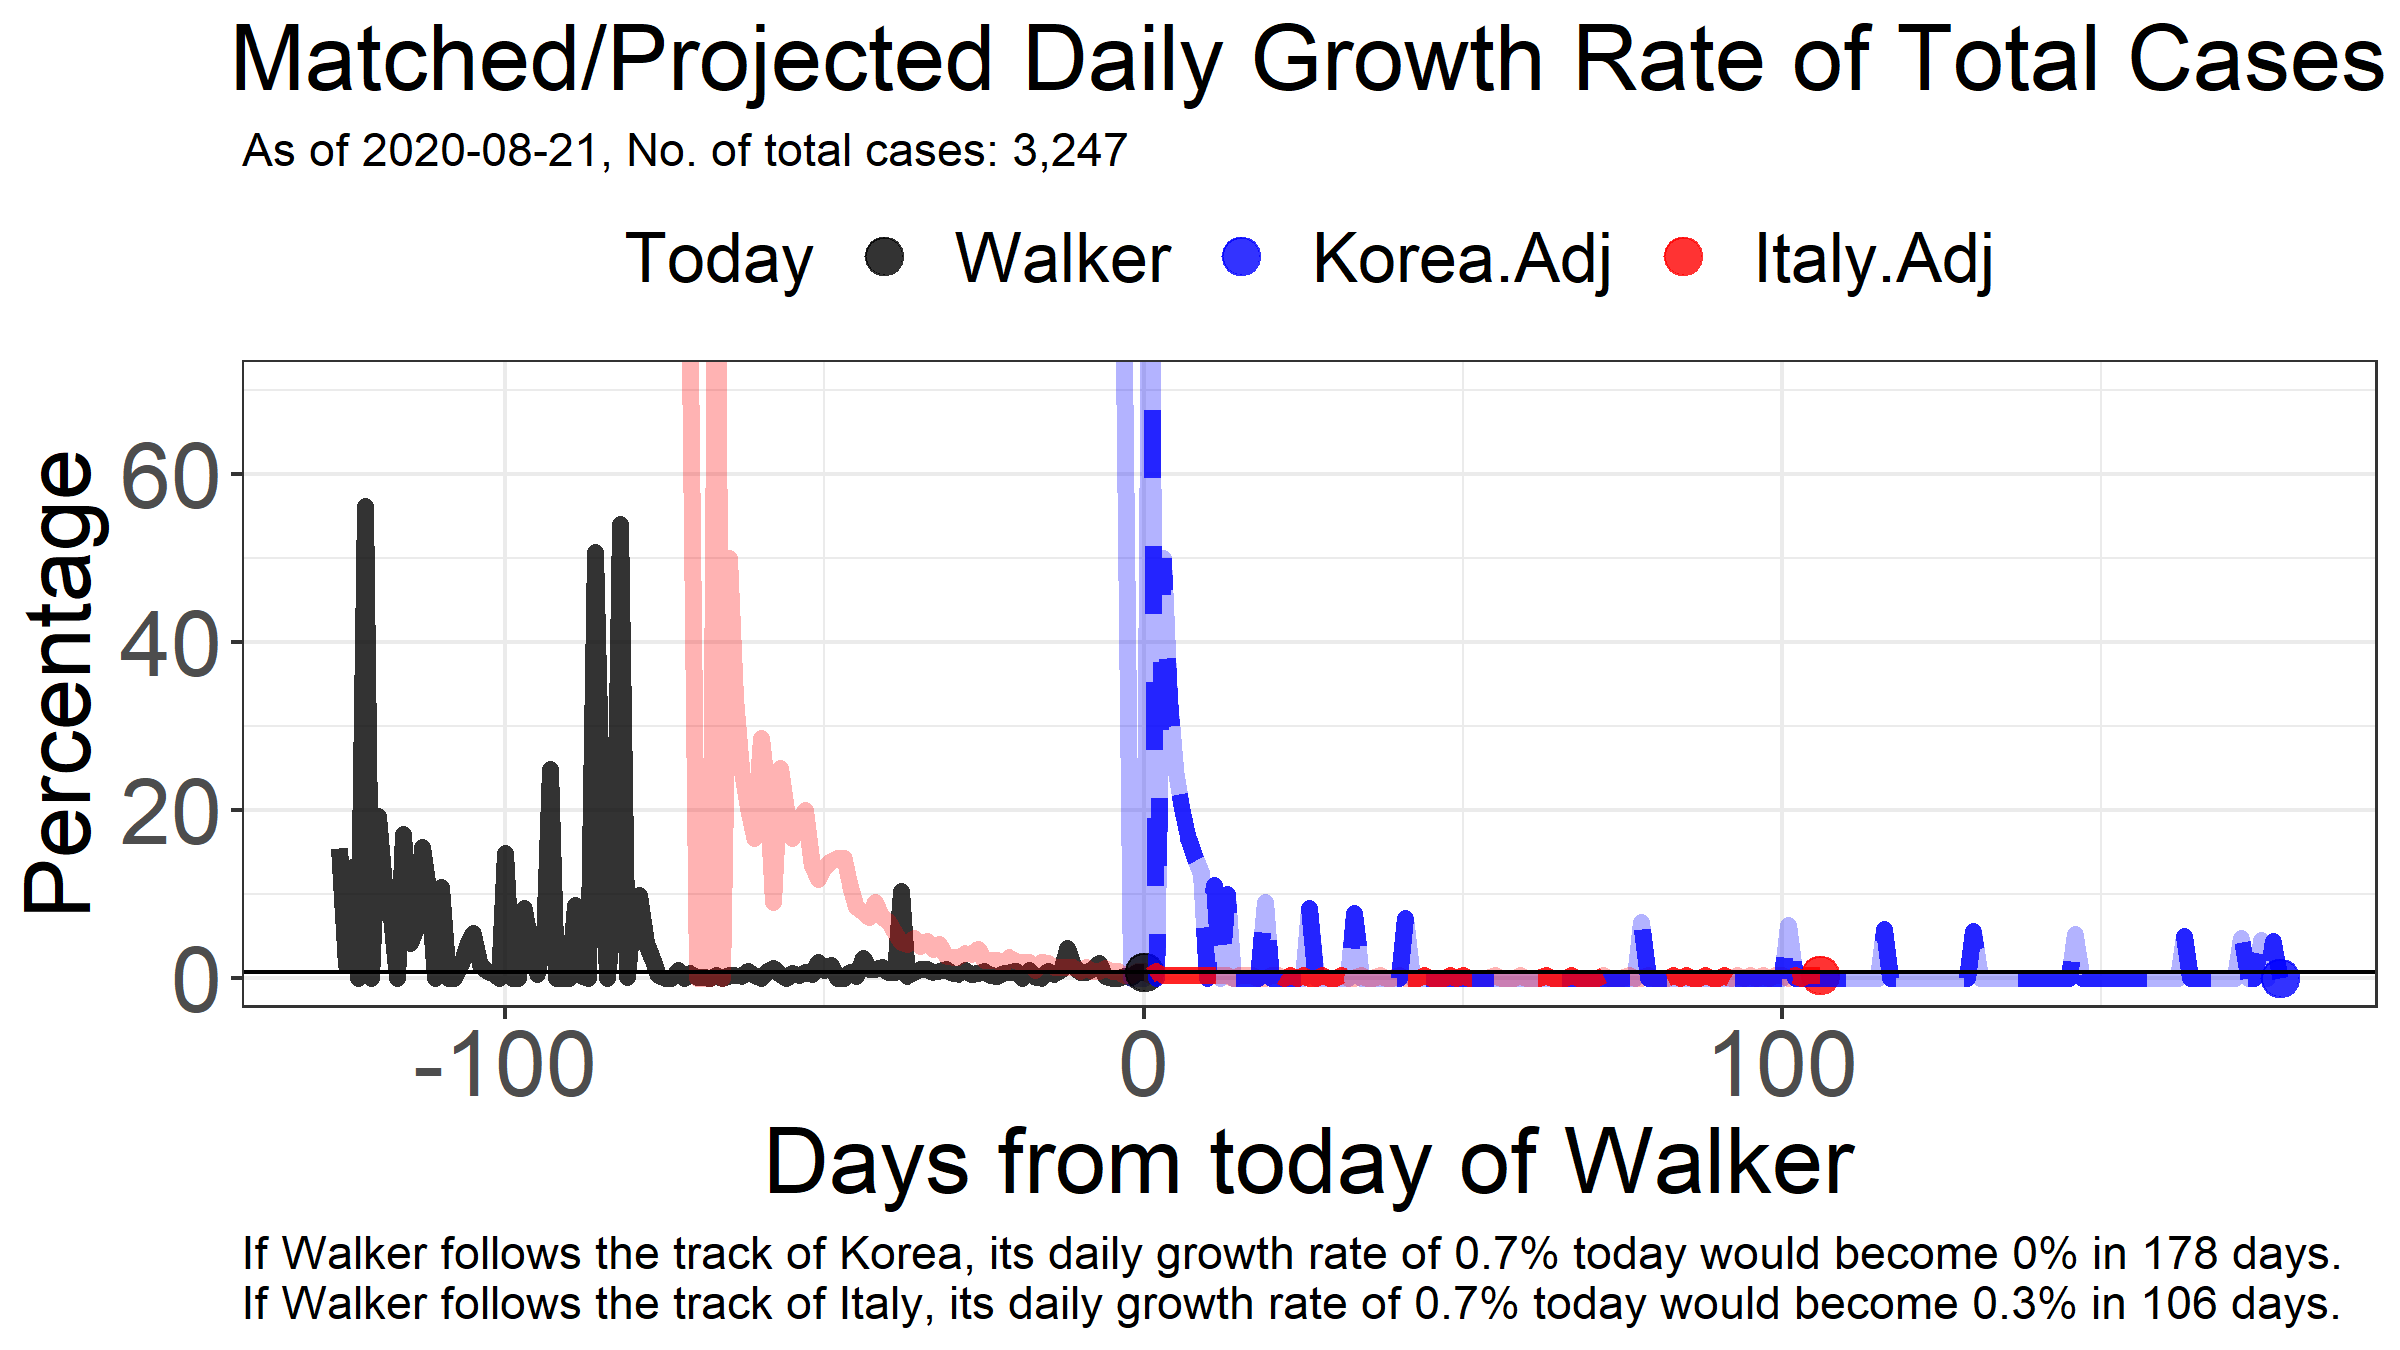 Matched/Projected Daily Growth Rate of Total Cases
As of 2020-08-21, No. of total cases: 3,247
Today Walker Korea.Adj Italy.Adj
Percentage
60
40
20
0
-100 0 100
Days from today of Walker
If Walker follows the track of Korea, its daily growth rate of 0.7% today would become 0% in 178 days.
If Walker follows the track of Italy, its daily growth rate of 0.7% today would become 0.3% in 106 days.